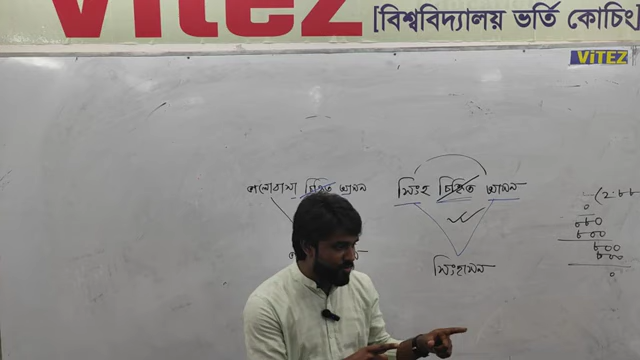 Vitez [বিশ্ববিদ্যালয় ভর্তি কোচিং]
ViTEZ
ভালোবাসা চিহ্নিত আসন
সিংহ চিহ্নিত আসন
সিংহাসন